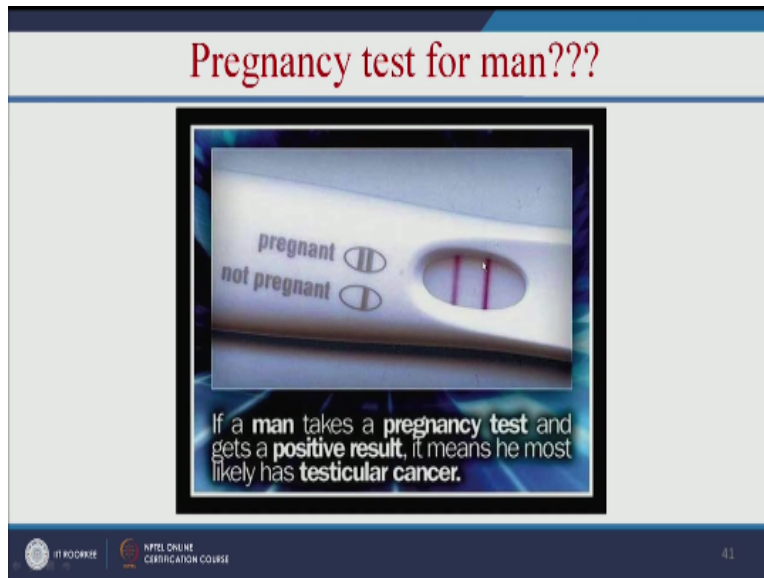 Pregnancy test for man???
pregnant
not pregnant
If a man takes a pregnancy test and
gets a positive result, it means he most
likely has testicular cancer.
IIT ROORKEE
NPTEL ONLINE
CERTIFICATION COURSE
41